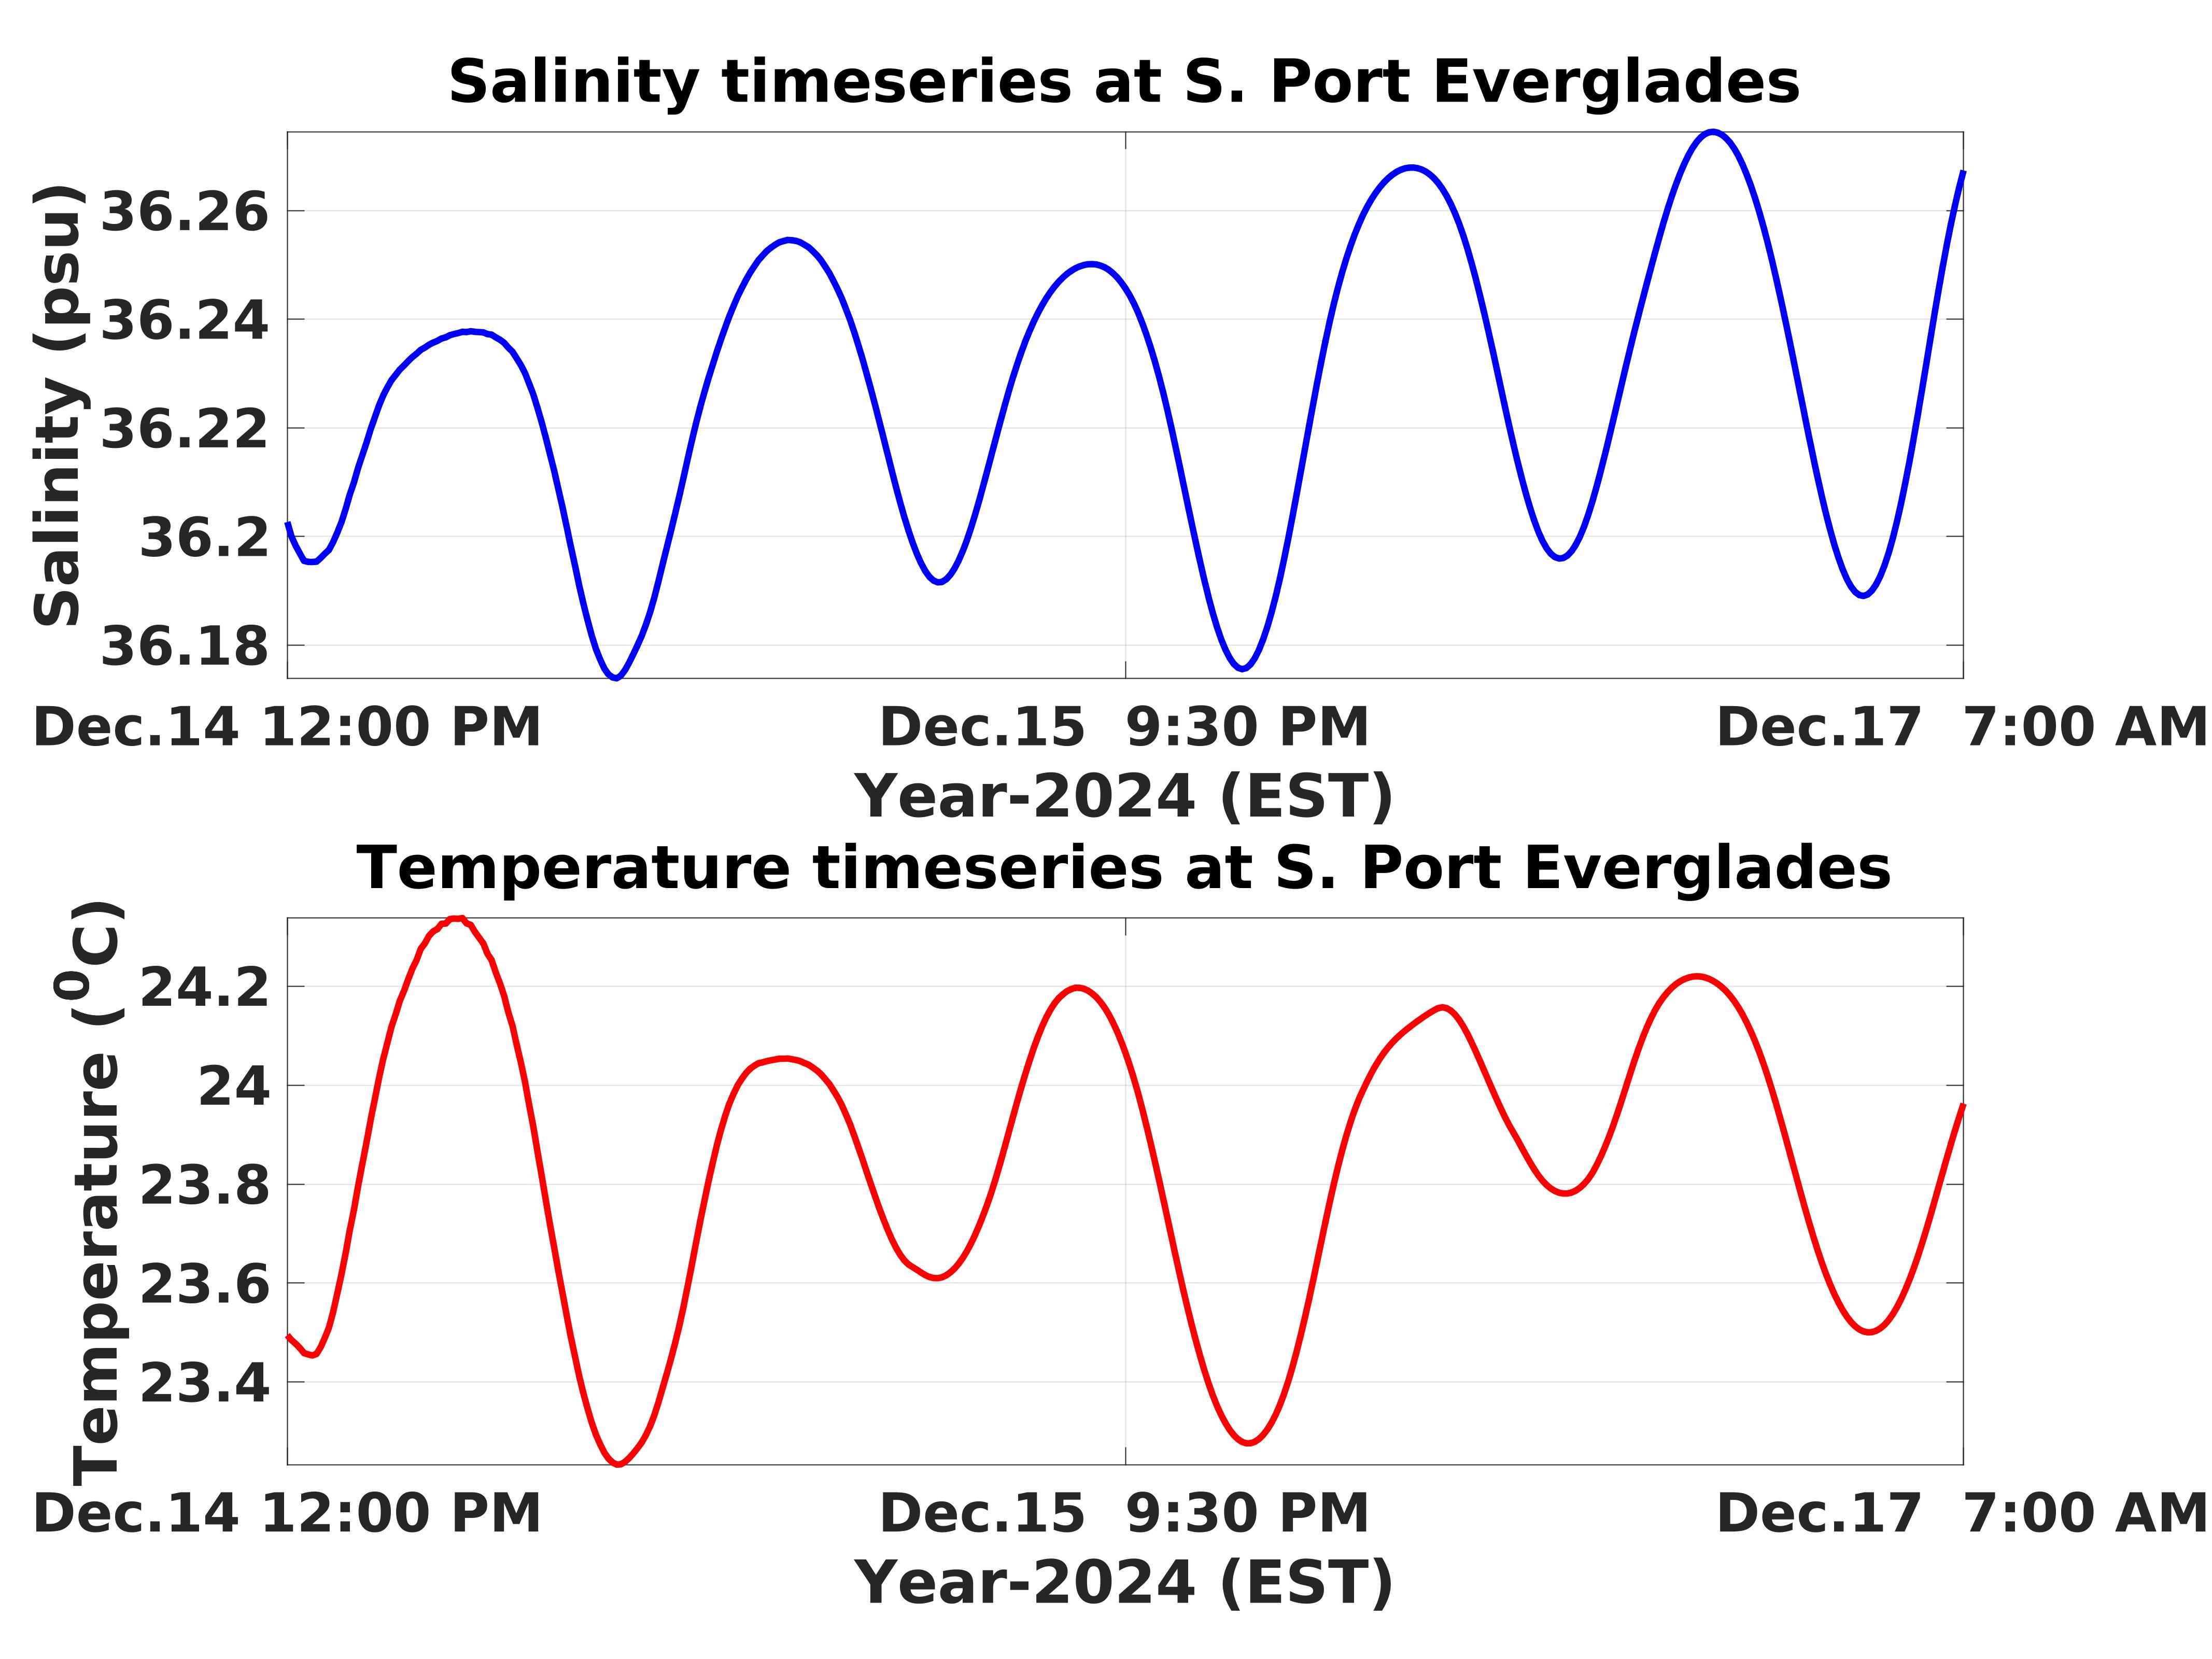 Salinity timeseries at S. Port Everglades
Salinity (psu)
36.26
36.24
36.22
36.2
36.18
Dec.14 12:00 PM Dec.15 9:30 PM Dec.17 7:00 AM
Year-2024 (EST)
Temperature timeseries at S. Port Everglades
Temperature (⁰C)
24.2
24
23.8
23.6
23.4
Dec.14 12:00 PM Dec.15 9:30 PM Dec.17 7:00 AM
Year-2024 (EST)